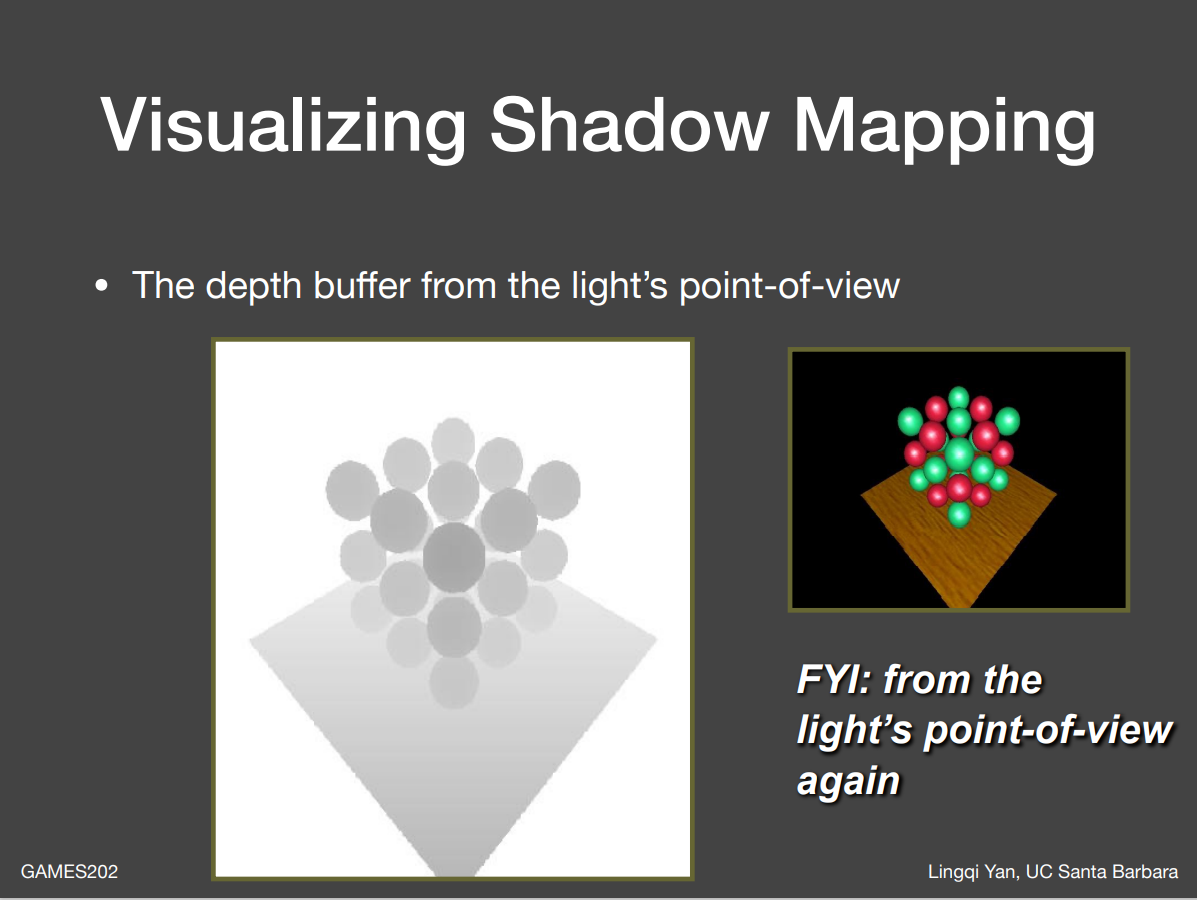 Visualizing Shadow Mapping
• The depth buffer from the light’s point-of-view
FYI: from the
light’s point-of-view
again
GAMES202
Lingqi Yan, UC Santa Barbara